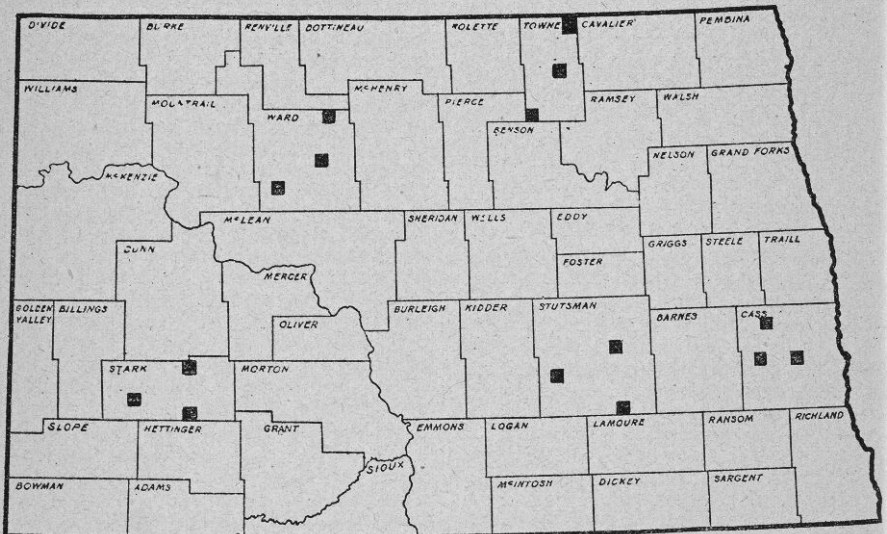 DIVIDE
BURKE
RENVILLE
BOTTINEAU
ROLETTE
TOWNE
CAVALIER
PEMBINA
WILLIAMS
MOUNTRAIL
WARD
McHENRY
PIERCE
BENSON
RAMSEY
WALSH
McKENZIE
NELSON
GRAND FORKS
McLEAN
SHERIDAN
WELLS
EDDY
DUNN
MERCER
FOSTER
GRIGGS
STEELE
TRAILL
GOLDEN
VALLEY
BILLINGS
OLIVER
BURLEIGH
KIDDER
STUTSMAN
BARNES
CASS
STARK
MORTON
SLOPE
HETTINGER
GRANT
SIOUX
EMMONS
LOGAN
LAMOURE
RANSOM
RICHLAND
BOWMAN
ADAMS
McINTOSH
DICKEY
SARGENT